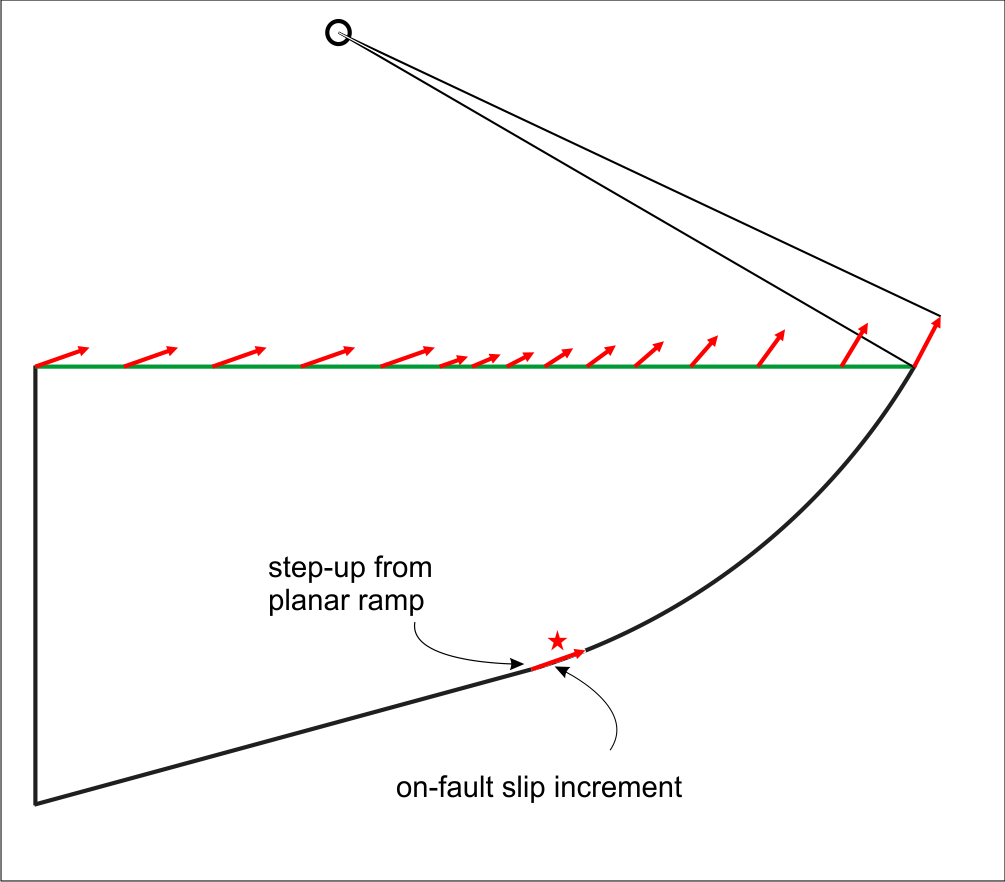 step-up from
planar ramp
on-fault slip increment